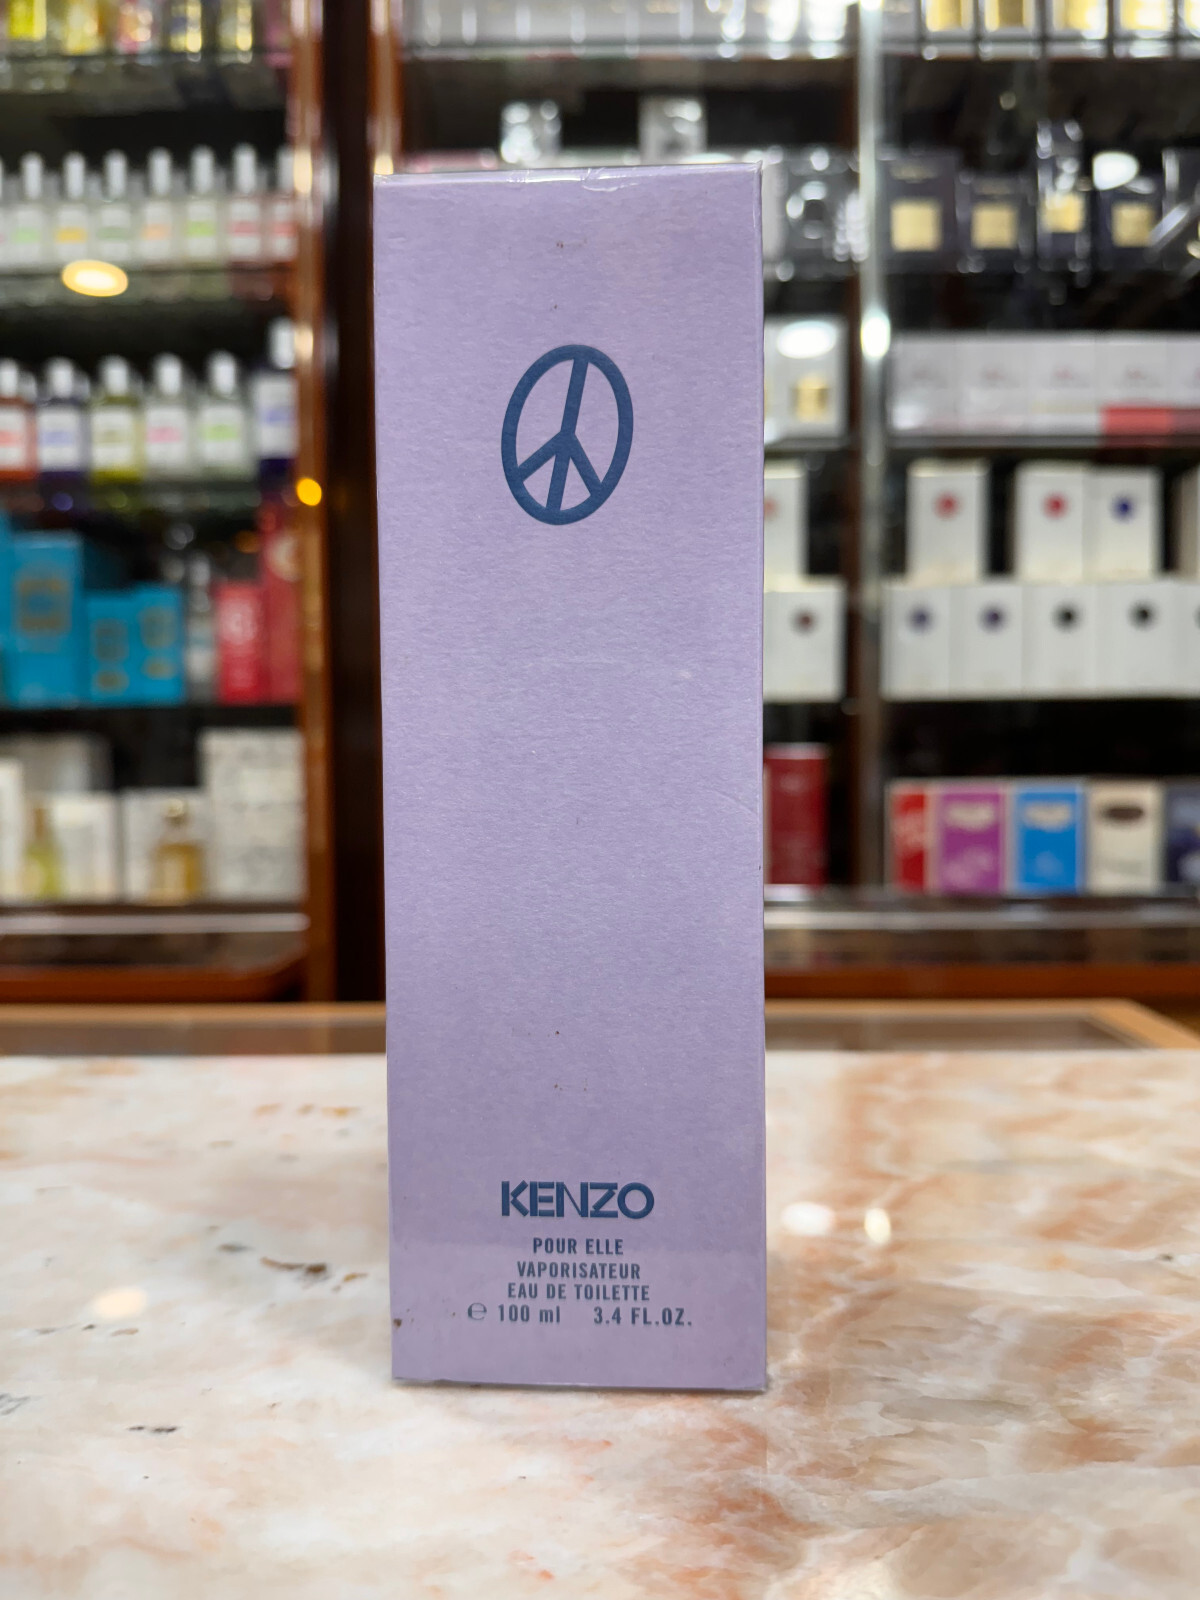 KENZO
POUR ELLE
VAPORISATEUR
EAU DE TOILETTE
℮ 100 ml 3.4 FL.OZ.